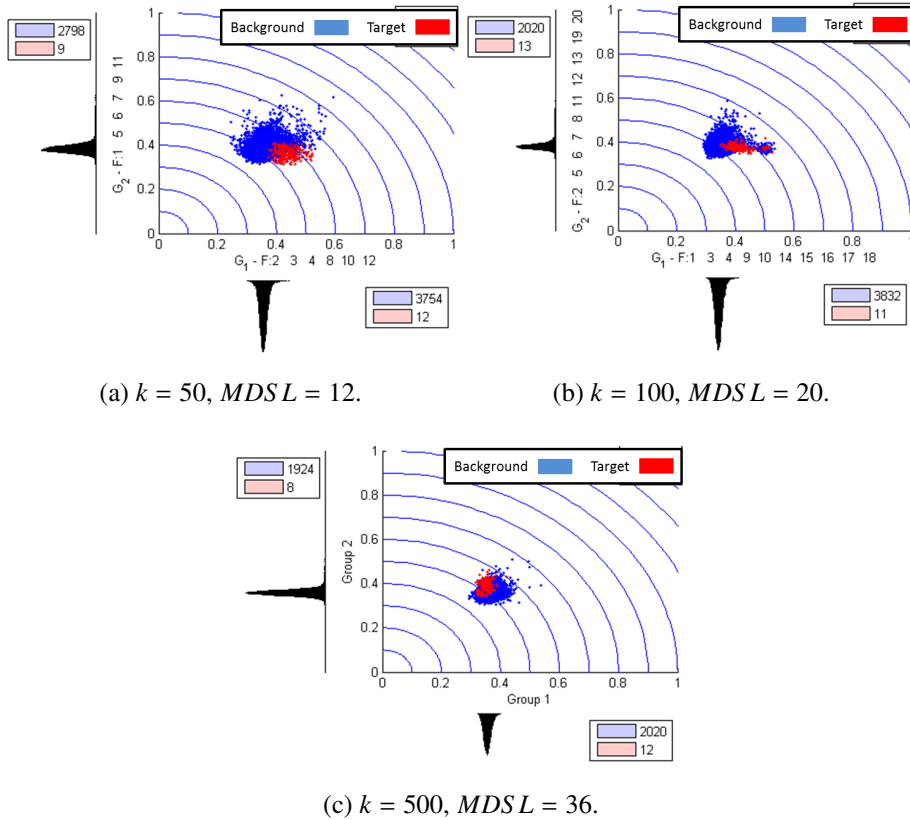 1
Background Target
2798
9
0.8
0.6
0.4
0.2
0
G2 - F:1 5 6 7 9 11
0 0.2 0.4 0.6 0.8 1
G1 - F:2 3 4 8 10 12
3754
12
(a) k = 50, MDSL = 12.
1
Background Target
2020
13
0.8
0.6
0.4
0.2
0
G2 - F:2 5 6 7 8 11 12 13 19 20
0 0.2 0.4 0.6 0.8
G1 - F:1 3 4 9 10 14 15 16 17 18
3832
11
(b) k = 100, MDSL = 20.
1
Background Target
1924
8
0.8
0.6
0.4
0.2
0
Group 2
0 0.2 0.4 0.6 0.8 1
Group 1
2020
12
(c) k = 500, MDSL = 36.